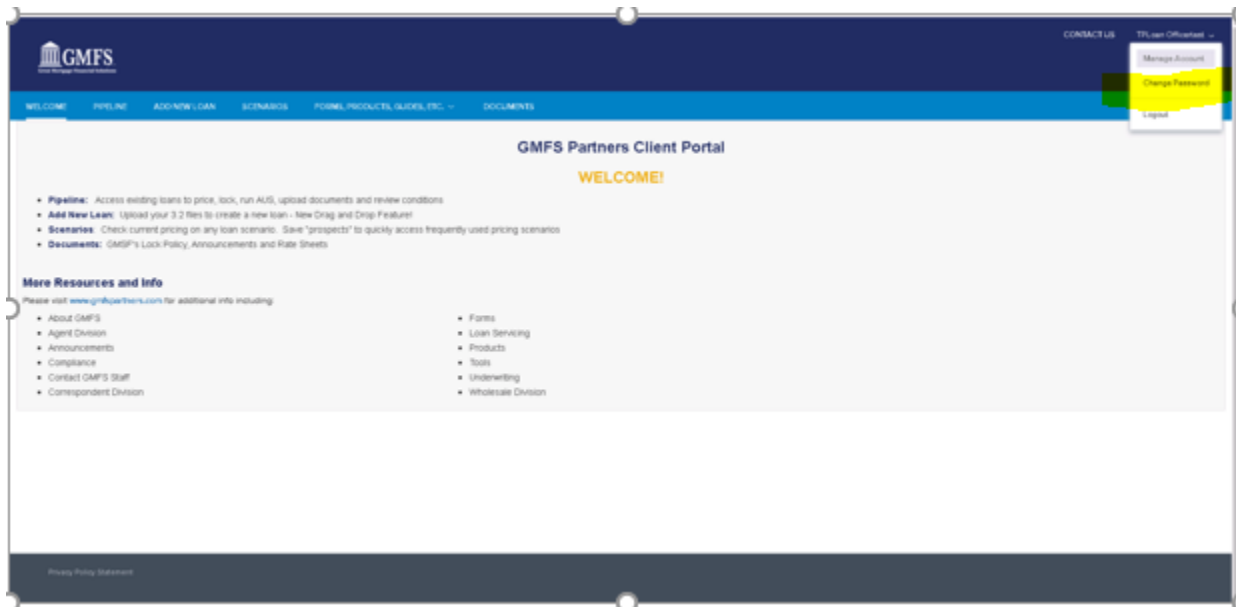 CONTACT US
TPLoan Officertest
Manage Account
Change Password
Logout
GMFS
WELCOME PIPELINE ADD NEW LOAN SCENARIOS FORMS, PRODUCTS, GUIDES, ETC. DOCUMENTS
GMFS Partners Client Portal
WELCOME!
Pipeline: Access existing loans to price, lock, run AUS, upload documents and review conditions
Add New Loan: Upload your 3.2 files to create a new loan - New Drag and Drop Feature!
Scenarios: Check current pricing on any loan scenario. Save "prospects" to quickly access frequently used pricing scenarios
Documents: GMSF's Lock Policy, Announcements and Rate Sheets
More Resources and Info
Please visit www.gmfspartners.com for additional info including:
About GMFS
Agent Division
Announcements
Compliance
Contact GMFS Staff
Correspondent Division
Forms
Loan Servicing
Products
Tools
Underwriting
Wholesale Division
Privacy Policy Statement